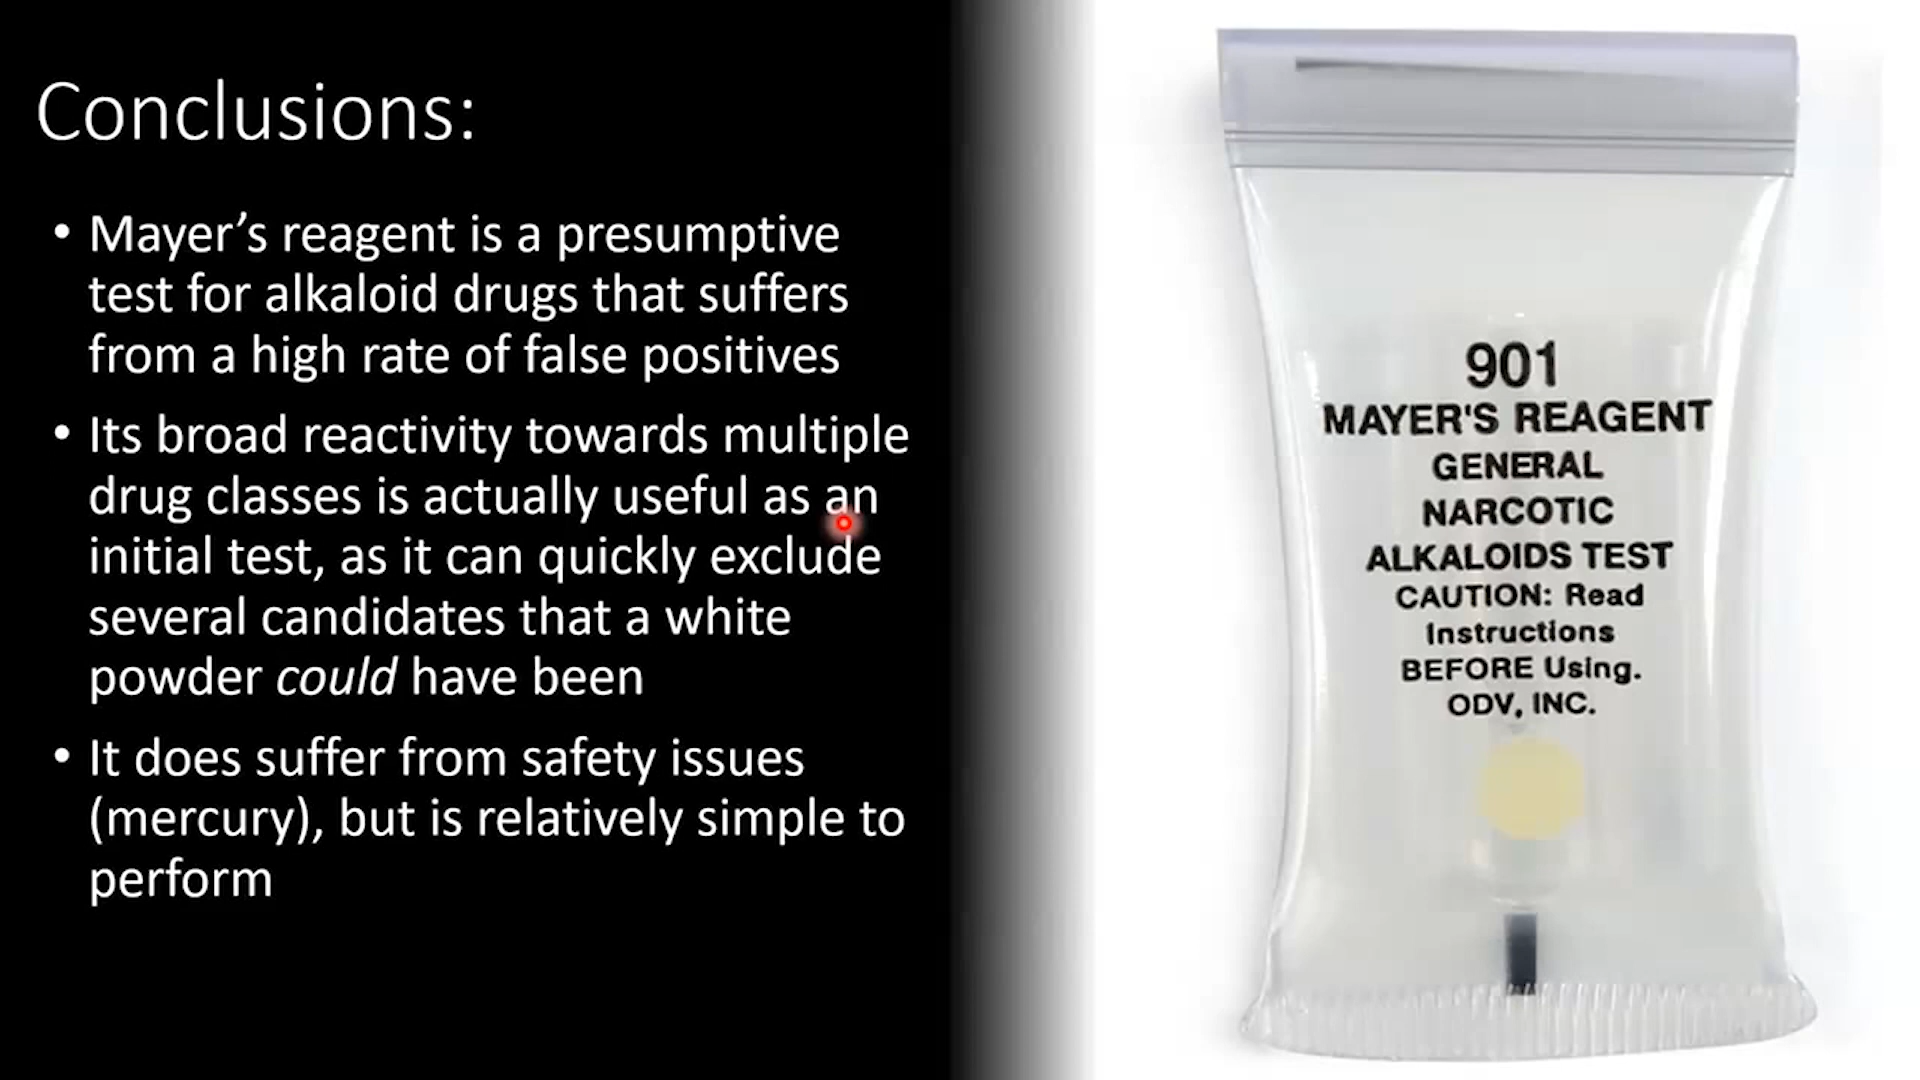 Conclusions:
• Mayer’s reagent is a presumptive
test for alkaloid drugs that suffers
from a high rate of false positives
• Its broad reactivity towards multiple
drug classes is actually useful as an
initial test, as it can quickly exclude
several candidates that a white
powder could have been
• It does suffer from safety issues
(mercury), but is relatively simple to
perform
901
MAYER'S REAGENT
GENERAL
NARCOTIC
ALKALOIDS TEST
CAUTION: Read
Instructions
BEFORE Using.
ODV, INC.